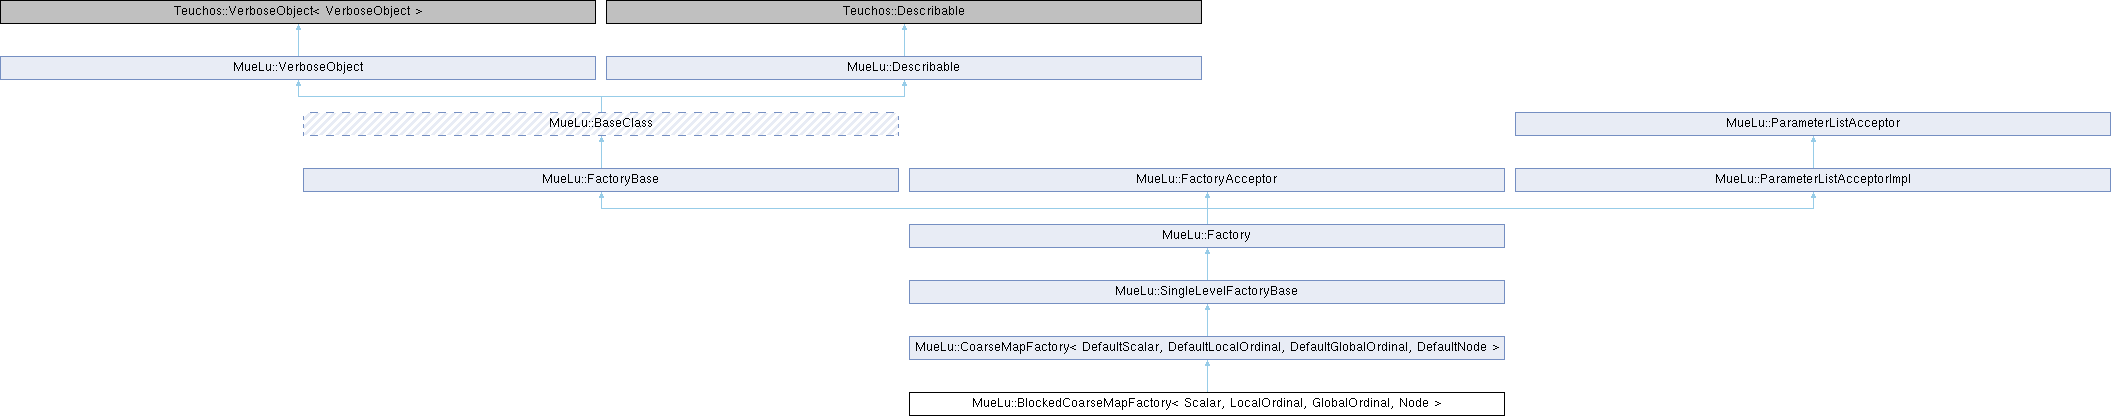 Teuchos::VerboseObject< VerboseObject >
Teuchos::Describable
MueLu::VerboseObject
MueLu::Describable
MueLu::BaseClass
MueLu::ParameterListAcceptor
MueLu::FactoryBase
MueLu::FactoryAcceptor
MueLu::ParameterListAcceptorImpl
MueLu::Factory
MueLu::SingleLevelFactoryBase
MueLu::CoarseMapFactory< DefaultScalar, DefaultLocalOrdinal, DefaultGlobalOrdinal, DefaultNode >
MueLu::BlockedCoarseMapFactory< Scalar, LocalOrdinal, GlobalOrdinal, Node >